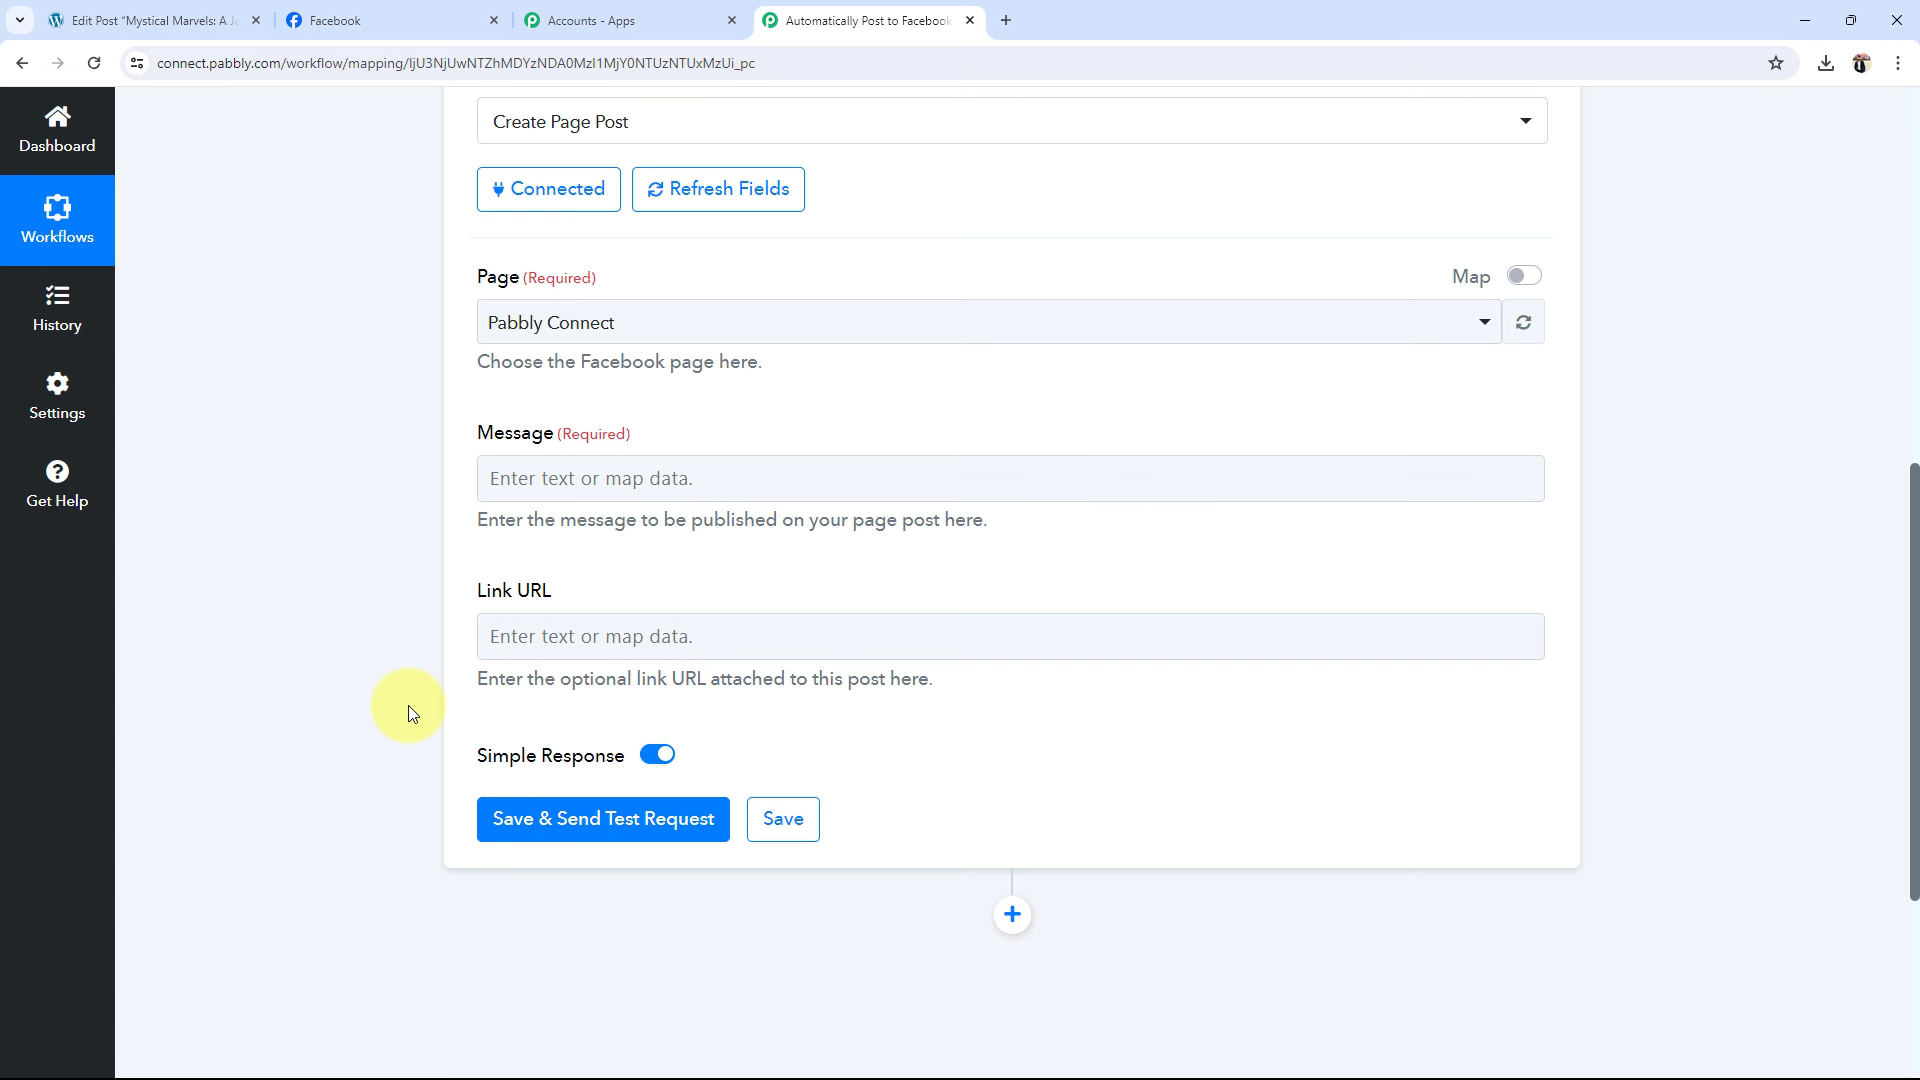 Edit Post "Mystical Marvels: A Jo
Facebook
Accounts - Apps
Automatically Post to Facebook
connect.pabbly.com/workflow/mapping/IjU3NjUwNTZhMDYzNDA0MzI1MjY0NTUzNTUxMzUi_pc
Dashboard
Workflows
History
Settings
Get Help
Create Page Post
Connected
Refresh Fields
Page (Required)
Map
Pabbly Connect
Choose the Facebook page here.
Message (Required)
Enter text or map data.
Enter the message to be published on your page post here.
Link URL
Enter text or map data.
Enter the optional link URL attached to this post here.
Simple Response
Save & Send Test Request
Save